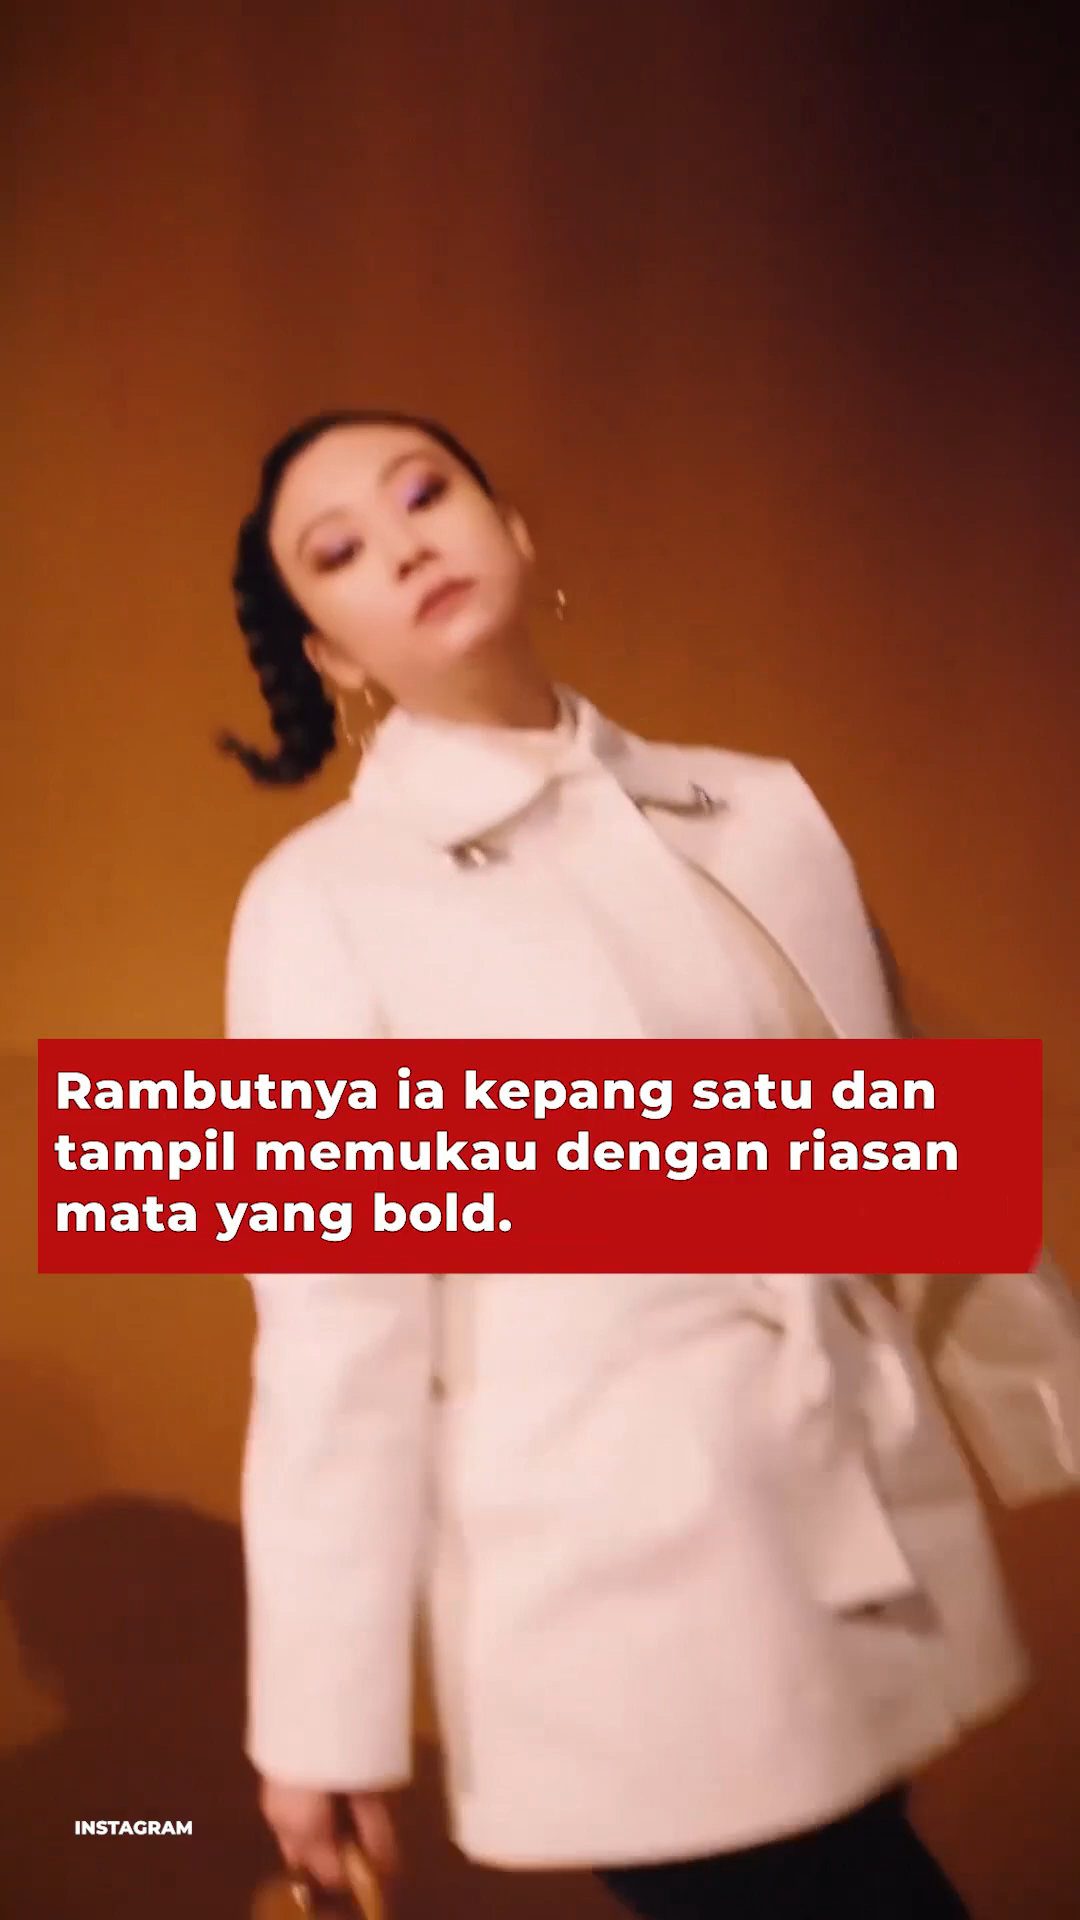 Rambutnya ia kepang satu dan
tampil memukau dengan riasan
mata yang bold.
INSTAGRAM